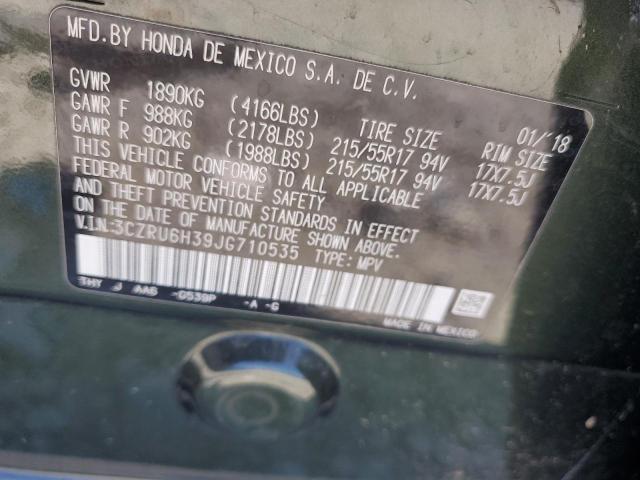 MFD.BY HONDA DE MEXICO S.A. DE C.V.
01/'18
GVWR 1890KG (4166LBS) TIRE SIZE RIM SIZE
GAWR F 988KG (2178LBS) 215/55R17 94V 17X7.5J
GAWR R 902KG (1988LBS) 215/55R17 94V 17X7.5J
THIS VEHICLE CONFORMS TO ALL APPLICABLE
FEDERAL MOTOR VEHICLE SAFETY
AND THEFT PREVENTION STANDARDS IN EFFECT
ON THE DATE OF MANUFACTURE SHOWN ABOVE.
V.I.N:3CZRU6H39JG710535 TYPE: MPV
THY J AAB -G539P -A -G
MADE IN MEXICO